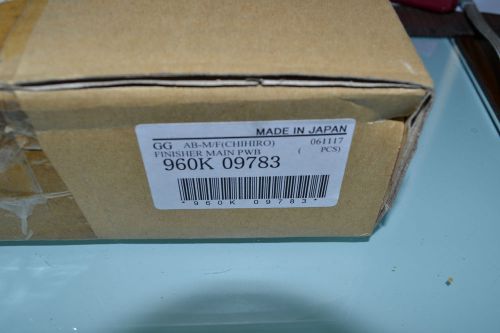 MADE IN JAPAN
GG AB-M/F(CHIHIRO) 061117
FINISHER MAIN PWB ( PCS)
960K 09783
*960K 09783*